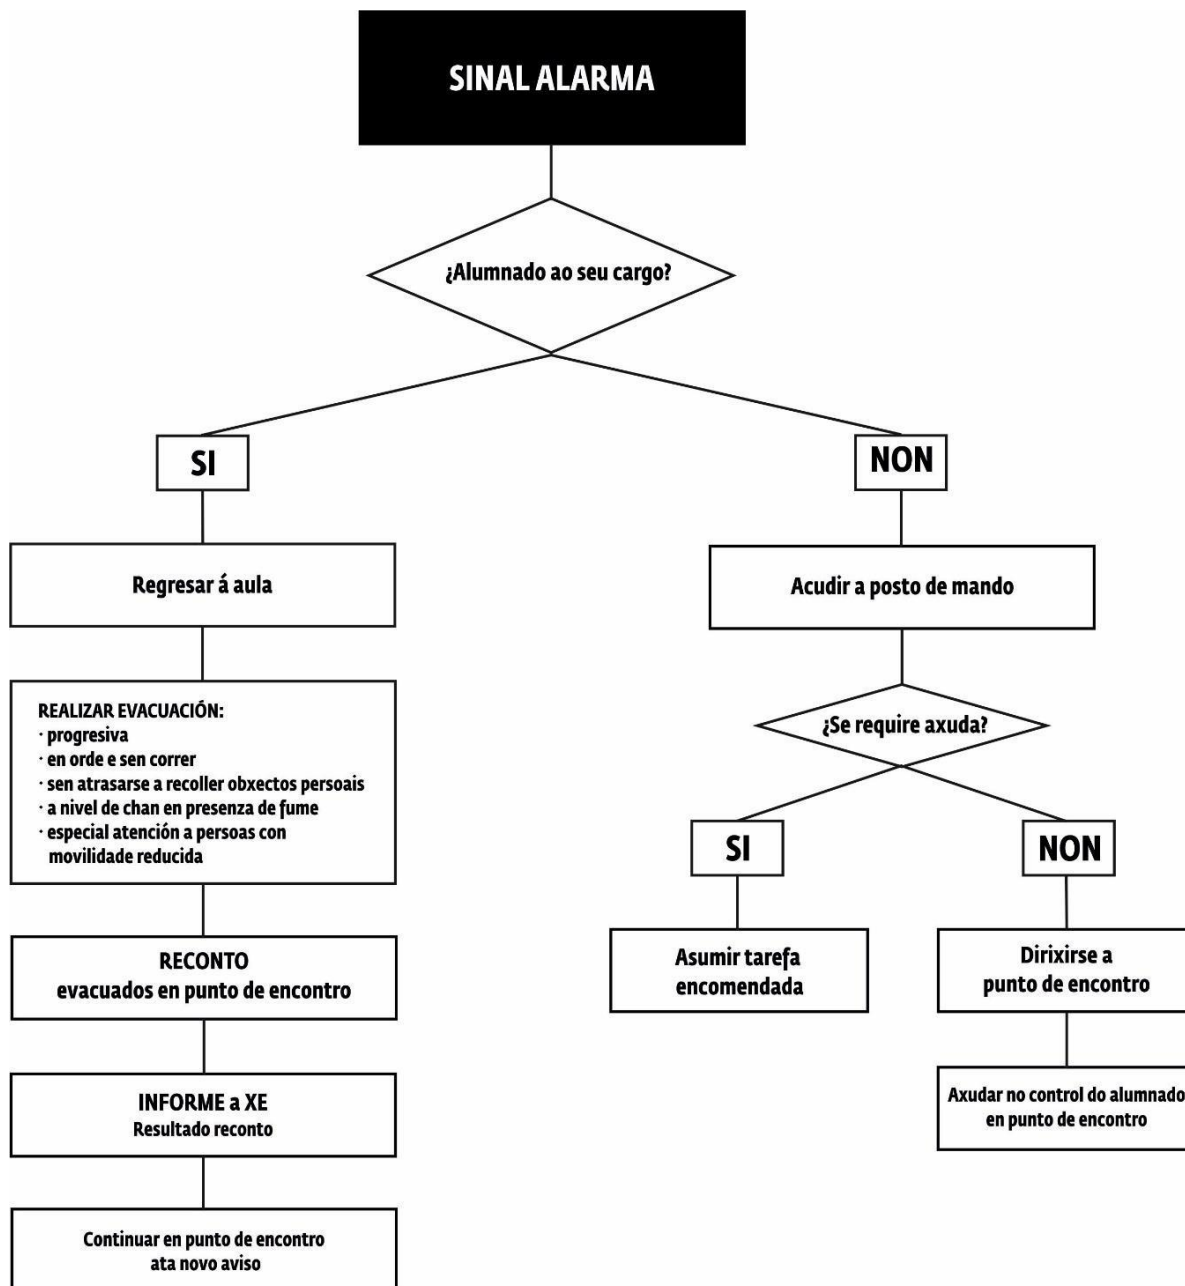 SINAL ALARMA
¿Alumnado ao seu cargo?
SI
NON
Regresar á aula
Acudir a posto de mando
REALIZAR EVACUACIÓN:
· progresiva
· en orde e sen correr
· sen atrasarse a recoller obxectos persoais
· a nivel de chan en presenza de fume
· especial atención a persoas con
movilidade reducida
¿Se require axuda?
SI
NON
RECONTO
evacuados en punto de encontro
Asumir tarefa
encomendada
Dirixirse a
punto de encontro
INFORME a XE
Resultado reconto
Axudar no control do alumnado
en punto de encontro
Continuar en punto de encontro
ata novo aviso